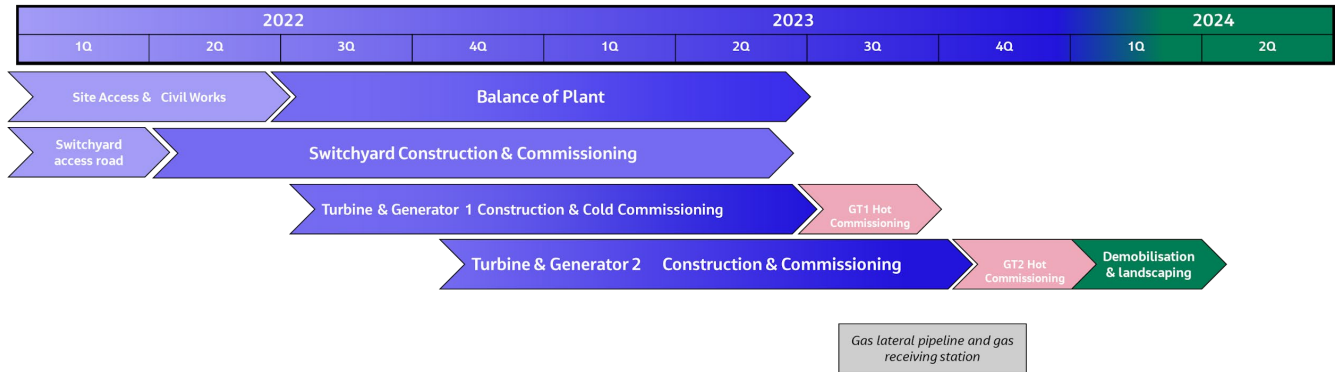 2022 2023 2024
1Q 2Q 3Q 4Q 1Q 2Q 3Q 4Q 1Q 2Q
Site Access & Civil Works
Balance of Plant
Switchyard
access road
Switchyard Construction & Commissioning
Turbine & Generator 1 Construction & Cold Commissioning
GT1 Hot
Commissioning
Turbine & Generator 2 Construction & Commissioning
GT2 Hot
Commissioning
Demobilisation
& landscaping
Gas lateral pipeline and gas
receiving station